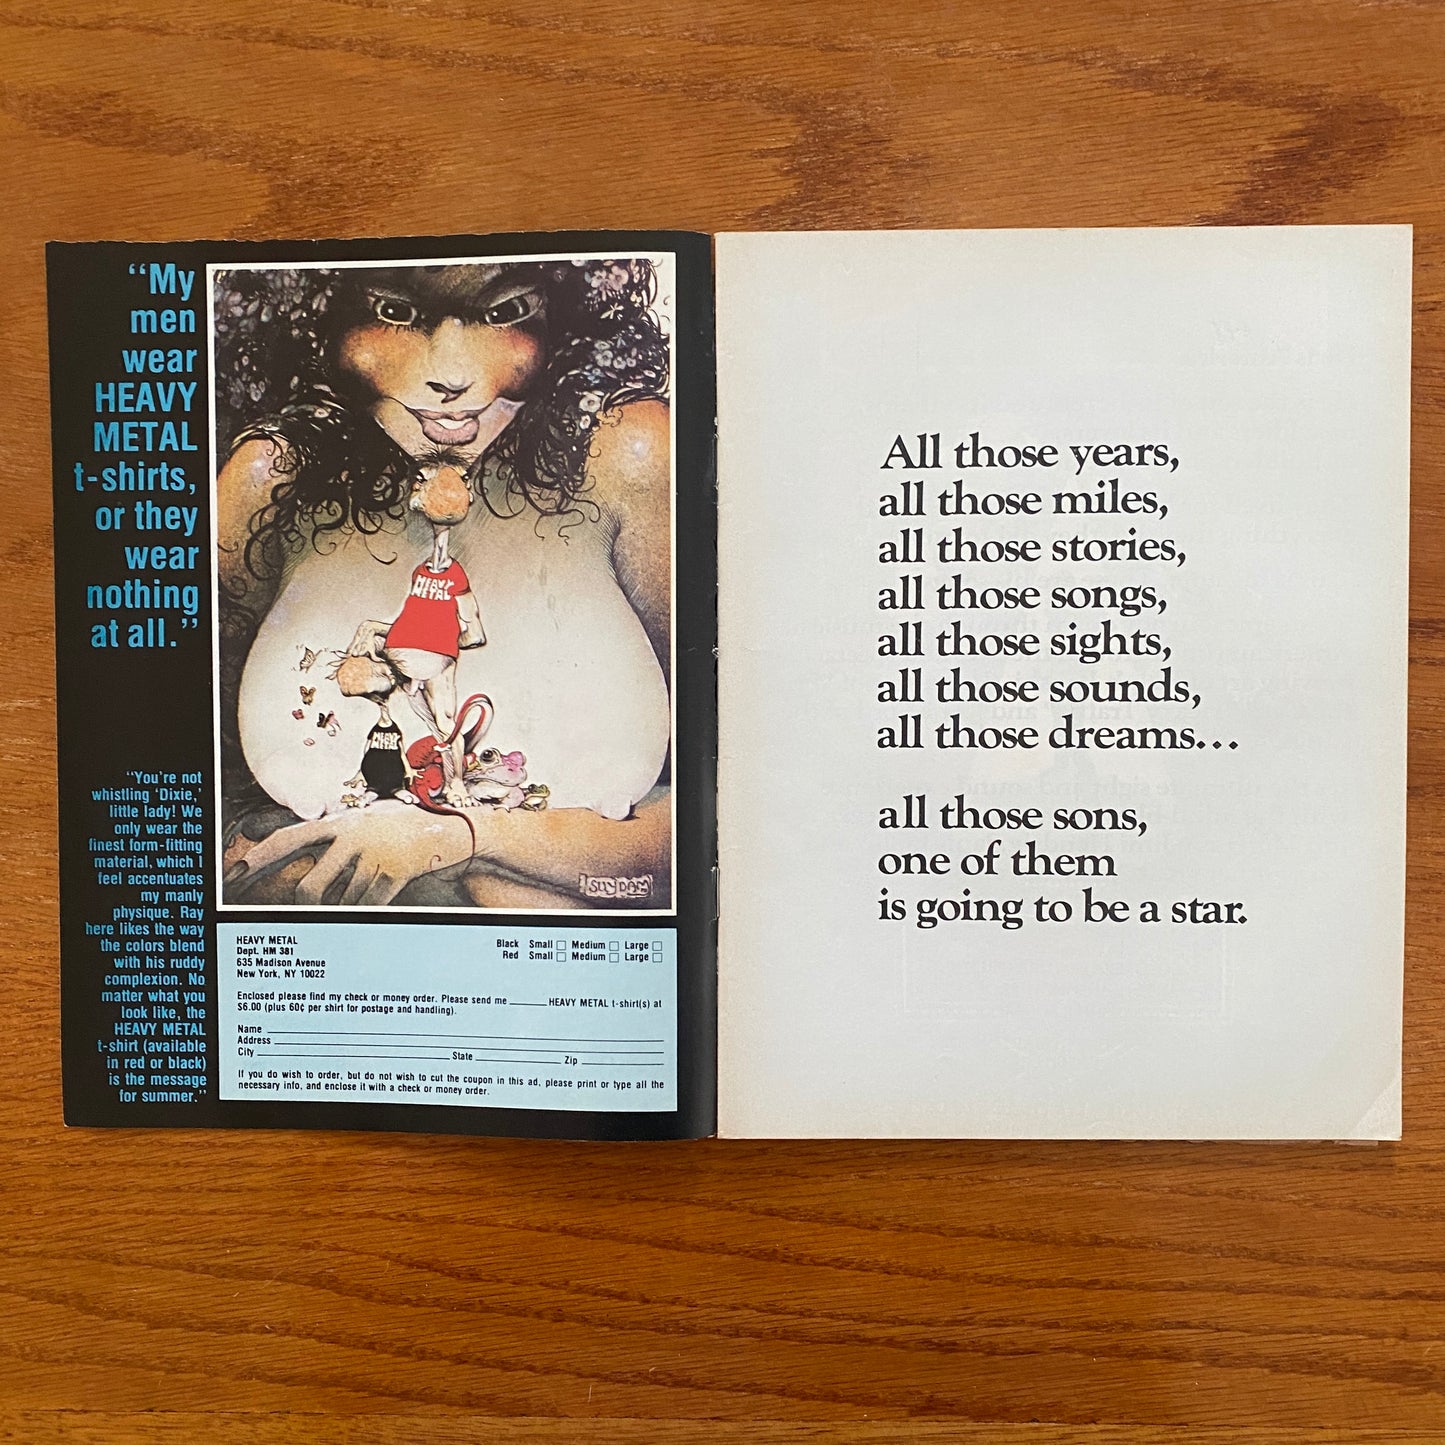 “My
men
wear
HEAVY
METAL
t-shirts,
or they
wear
nothing
at all.”
“You’re not
whistling ‘Dixie,’
little lady! We
only wear the
finest form-fitting
material, which I
feel accentuates
my manly
physique. Ray
here likes the way
the colors blend
with his ruddy
complexion. No
matter what you
look like, the
HEAVY METAL
t-shirt (available
in red or black)
is the message
for summer.”
HEAVY
METAL
HEAVY
METAL
SUYDAM
HEAVY METAL
Dept. HM 381
635 Madison Avenue
New York, NY 10022
Black Small □ Medium □ Large □
Red Small □ Medium □ Large □
Enclosed please find my check or money order. Please send me ______ HEAVY METAL t-shirt(s) at
$6.00 (plus 60¢ per shirt for postage and handling).
Name
Address
City State Zip
If you do wish to order, but do not wish to cut the coupon in this ad, please print or type all the
necessary info, and enclose it with a check or money order.
All those years,
all those miles,
all those stories,
all those songs,
all those sights,
all those sounds,
all those dreams...
all those sons,
one of them
is going to be a star.